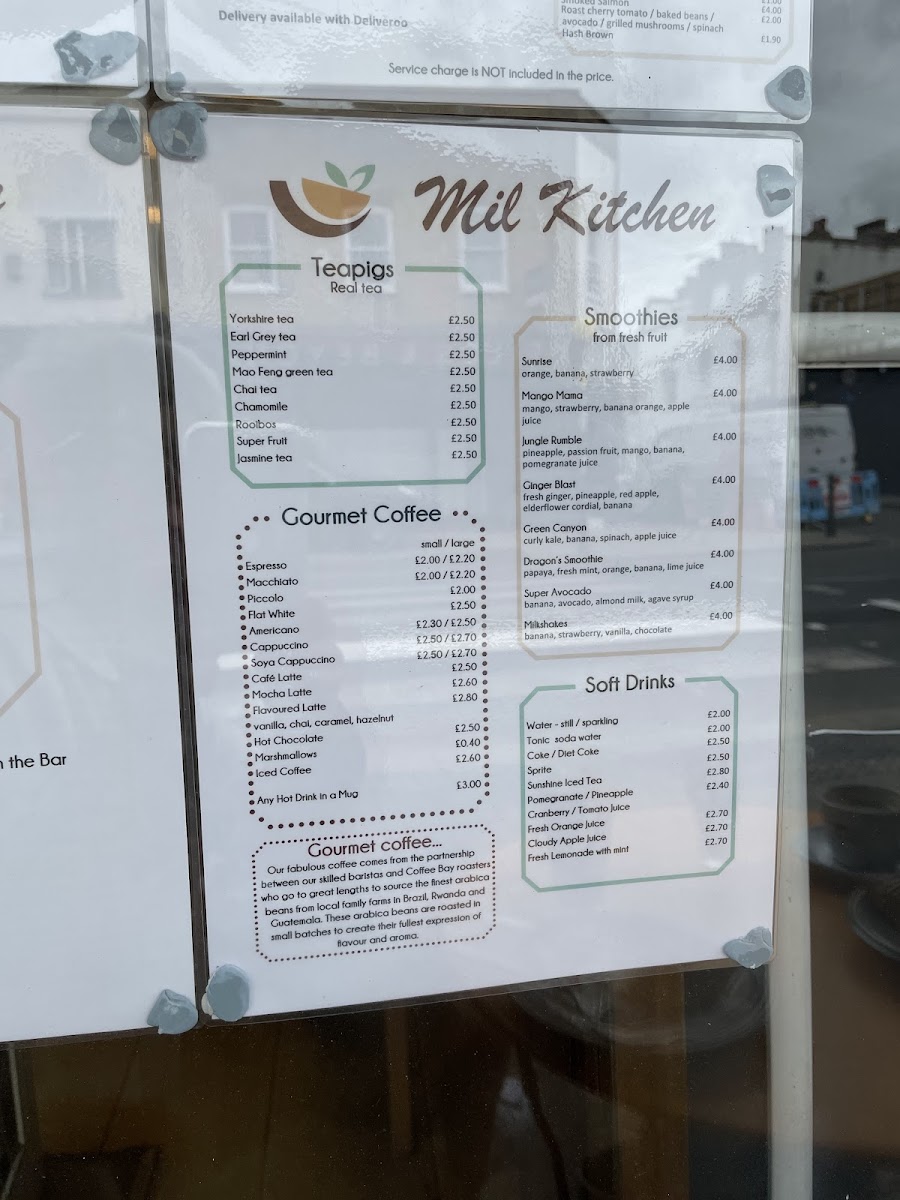 Delivery available with Deliveroo
Smoked Salmon
Roast cherry tomato / baked beans / £4.00
avocado / grilled mushrooms / spinach £2.00
Hash Brown £1.90
Service charge is NOT included in the price.
n the Bar
Mil Kitchen
Teapigs
Real tea
Yorkshire tea £2.50
Earl Grey tea £2.50
Peppermint £2.50
Mao Feng green tea £2.50
Chai tea £2.50
Chamomile £2.50
Rooibos £2.50
Super Fruit £2.50
Jasmine tea £2.50
Gourmet Coffee
small / large
Espresso £2.00 / £2.20
Macchiato £2.00 / £2.20
Piccolo £2.00
Flat White £2.50
Americano £2.30 / £2.50
Cappuccino £2.50 / £2.70
Soya Cappuccino £2.50 / £2.70
Café Latte £2.50
Mocha Latte £2.60
Flavoured Latte £2.80
vanilla, chai, caramel, hazelnut
Hot Chocolate £2.50
Marshmallows £0.40
Iced Coffee £2.60
Any Hot Drink in a Mug £3.00
Gourmet coffee...
Our fabulous coffee comes from the partnership
between our skilled baristas and Coffee Bay roasters
who go to great lengths to source the finest arabica
beans from local family farms in Brazil, Rwanda and
Guatemala. These arabica beans are roasted in
small batches to create their fullest expression of
flavour and aroma.
Smoothies
from fresh fruit
Sunrise £4.00
orange, banana, strawberry
Mango Mama £4.00
mango, strawberry, banana orange, apple
juice
Jungle Rumble £4.00
pineapple, passion fruit, mango, banana,
pomegranate juice
Ginger Blast £4.00
fresh ginger, pineapple, red apple,
elderflower cordial, banana
Green Canyon £4.00
curly kale, banana, spinach, apple juice
Dragon's Smoothie £4.00
papaya, fresh mint, orange, banana, lime juice
Super Avocado £4.00
banana, avocado, almond milk, agave syrup
Milkshakes £4.00
banana, strawberry, vanilla, chocolate
Soft Drinks
Water - still / sparkling £2.00
Tonic soda water £2.00
Coke / Diet Coke £2.50
Sprite £2.50
Sunshine Iced Tea £2.80
Pomegranate / Pineapple £2.40
Cranberry / Tomato Juice
Fresh Orange Juice £2.70
Cloudy Apple Juice £2.70
Fresh Lemonade with mint £2.70